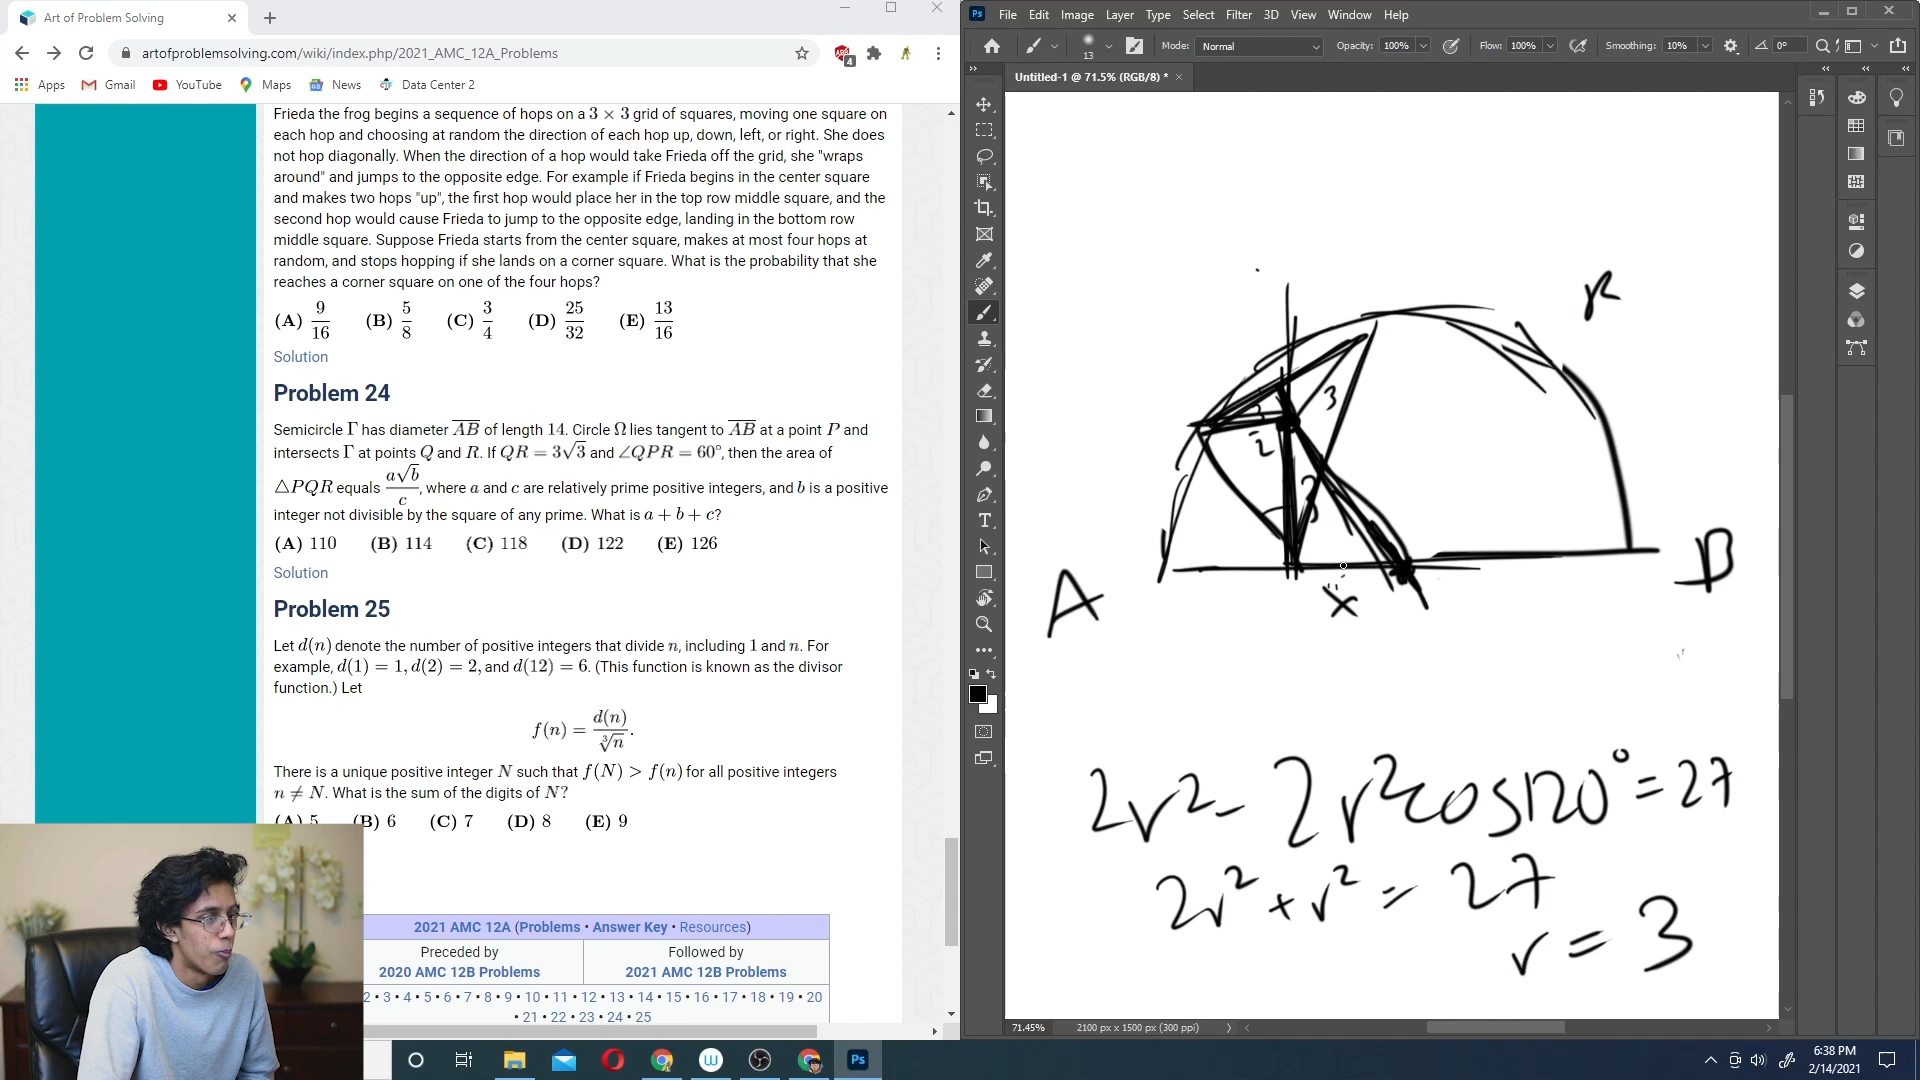 Art of Problem Solving
artofproblemsolving.com/wiki/index.php/2021_AMC_12A_Problems
4
Apps Gmail YouTube Maps News Data Center 2
Frieda the frog begins a sequence of hops on a 3 × 3 grid of squares, moving one square on
each hop and choosing at random the direction of each hop up, down, left, or right. She does
not hop diagonally. When the direction of a hop would take Frieda off the grid, she "wraps
around" and jumps to the opposite edge. For example if Frieda begins in the center square
and makes two hops "up", the first hop would place her in the top row middle square, and the
second hop would cause Frieda to jump to the opposite edge, landing in the bottom row
middle square. Suppose Frieda starts from the center square, makes at most four hops at
random, and stops hopping if she lands on a corner square. What is the probability that she
reaches a corner square on one of the four hops?
(A) 9/16 (B) 5/8 (C) 3/4 (D) 25/32 (E) 13/16
Solution
Problem 24
Semicircle Γ has diameter AB of length 14. Circle Ω lies tangent to AB at a point P and
intersects Γ at points Q and R. If QR = 3√3 and ∠QPR = 60°, then the area of
△PQR equals a√b/c, where a and c are relatively prime positive integers, and b is a positive
integer not divisible by the square of any prime. What is a + b + c?
(A) 110 (B) 114 (C) 118 (D) 122 (E) 126
Solution
Problem 25
Let d(n) denote the number of positive integers that divide n, including 1 and n. For
example, d(1) = 1, d(2) = 2, and d(12) = 6. (This function is known as the divisor
function.) Let
f(n) = d(n)/∛n.
There is a unique positive integer N such that f(N) > f(n) for all positive integers
n ≠ N. What is the sum of the digits of N?
(A) 5 (B) 6 (C) 7 (D) 8 (E) 9
2021 AMC 12A (Problems • Answer Key • Resources)
Preceded by
2020 AMC 12B Problems
Followed by
2021 AMC 12B Problems
2 • 3 • 4 • 5 • 6 • 7 • 8 • 9 • 10 • 11 • 12 • 13 • 14 • 15 • 16 • 17 • 18 • 19 • 20
• 21 • 22 • 23 • 24 • 25
Ps File Edit Image Layer Type Select Filter 3D View Window Help
13 Mode: Normal Opacity: 100% Flow: 100% Smoothing: 10% 0°
Untitled-1 @ 71.5% (RGB/8) *
R
3
3
A
x
B
2r² - 2r²cos120° = 27
2r² + r² = 27
r = 3
71.45% 2100 px x 1500 px (300 ppi)
Ps
6:38 PM
2/14/2021